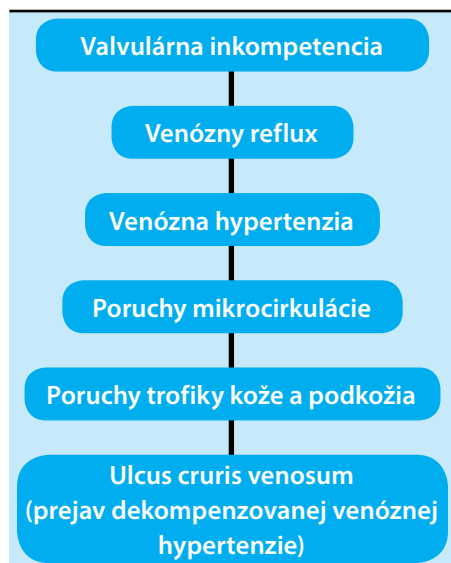 Valvulárna inkompetencia
Venózny reflux
Venózna hypertenzia
Poruchy mikrocirkulácie
Poruchy trofiky kože a podkožia
Ulcus cruris venosum
(prejav dekompenzovanej venóznej
hypertenzie)